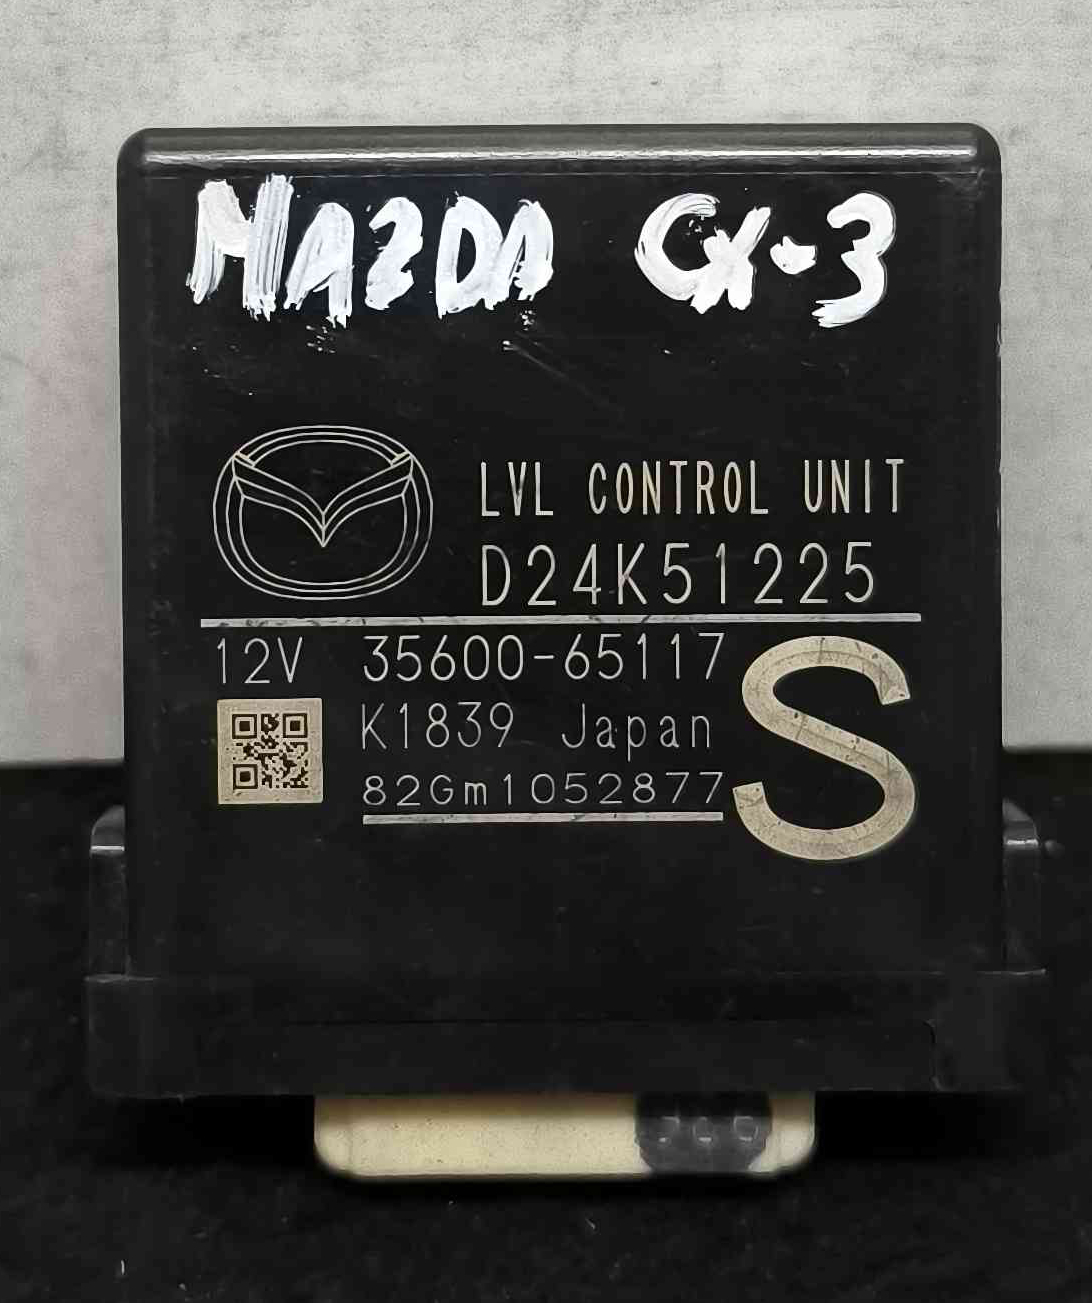 MAZDA CX-3
LVL CONTROL UNIT
D24K51225
12V 35600-65117
K1839 Japan
82Gm1052877
S